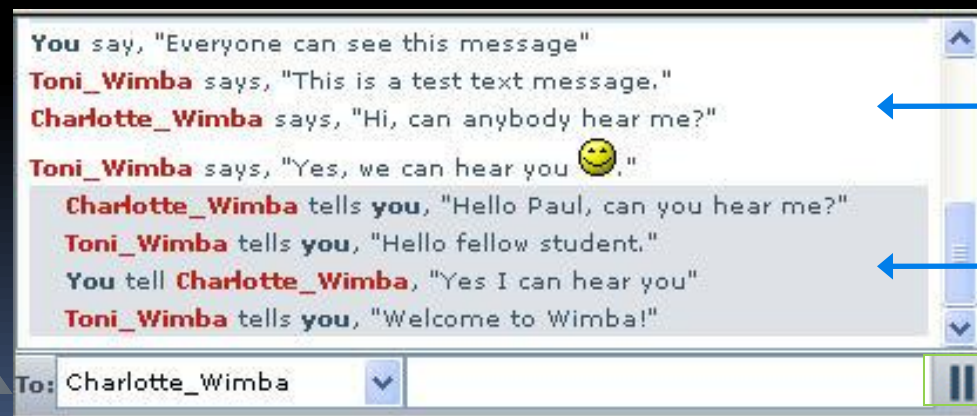 You say, "Everyone can see this message"
Toni_Wimba says, "This is a test text message."
Charlotte_Wimba says, "Hi, can anybody hear me?"
Toni_Wimba says, "Yes, we can hear you ."
Charlotte_Wimba tells you, "Hello Paul, can you hear me?"
Toni_Wimba tells you, "Hello fellow student."
You tell Charlotte_Wimba, "Yes I can hear you"
Toni_Wimba tells you, "Welcome to Wimba!"
To: Charlotte_Wimba